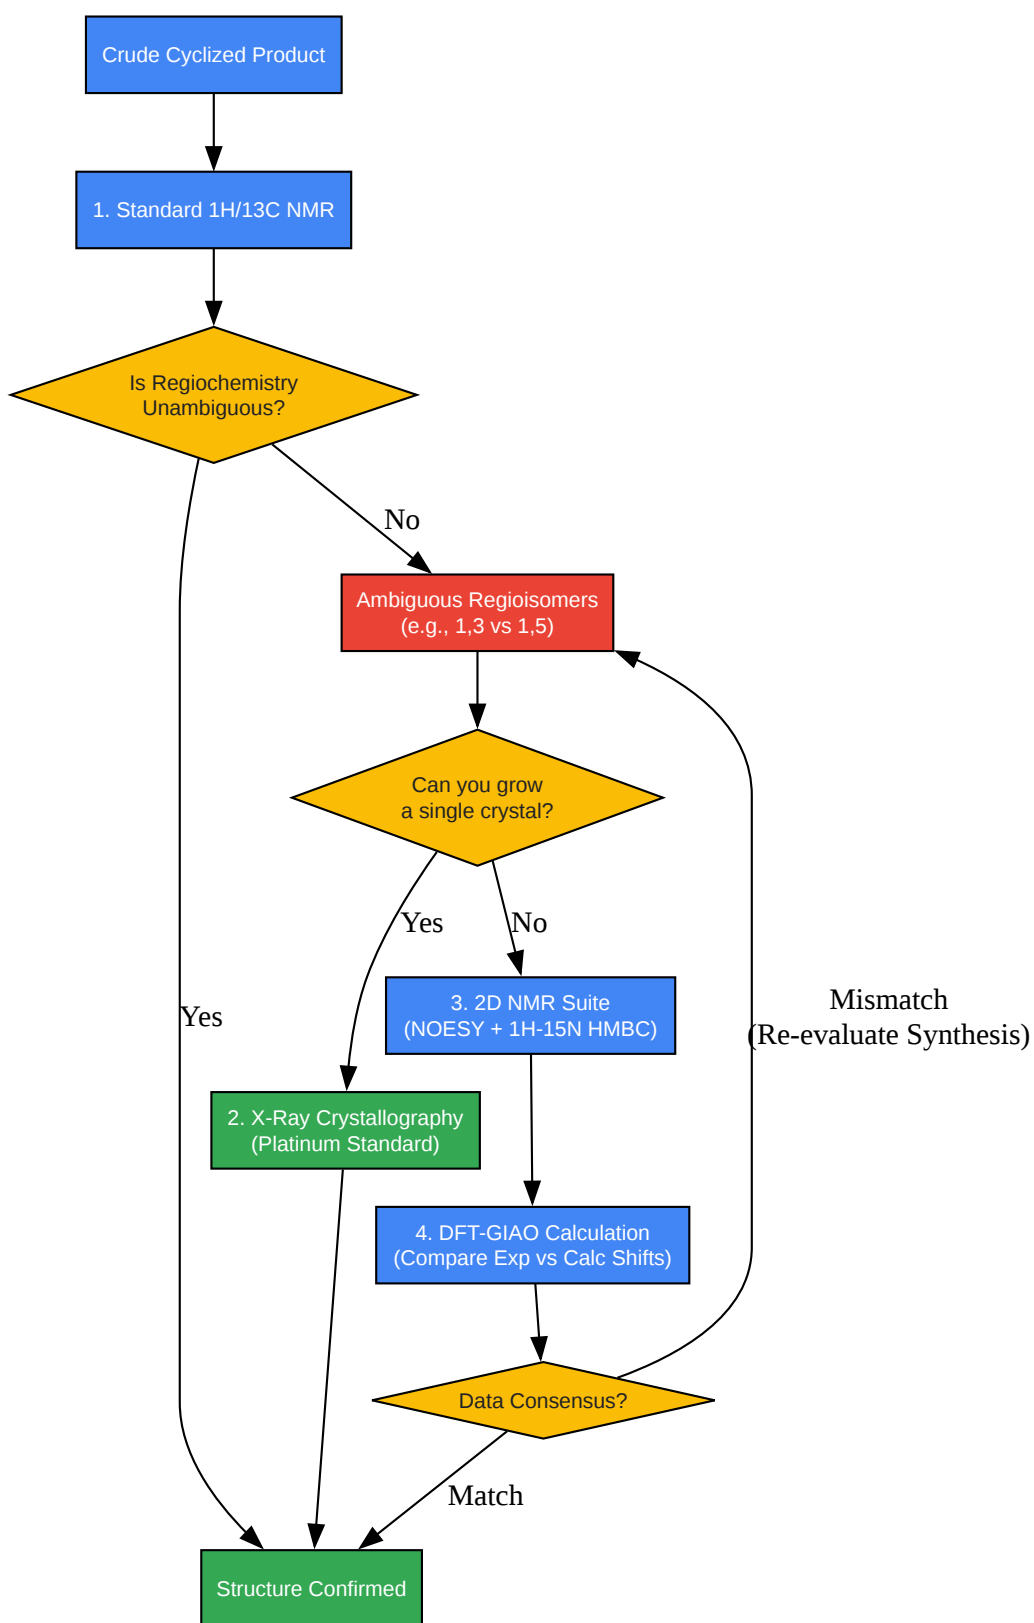 Crude Cyclized Product
1. Standard 1H/13C NMR
Is Regiochemistry
Unambiguous?
No
Ambiguous Regioisomers
(e.g., 1,3 vs 1,5)
Can you grow
a single crystal?
Yes
No
3. 2D NMR Suite
(NOESY + 1H-15N HMBC)
Mismatch
(Re-evaluate Synthesis)
Yes
2. X-Ray Crystallography
(Platinum Standard)
4. DFT-GIAO Calculation
(Compare Exp vs Calc Shifts)
Data Consensus?
Match
Structure Confirmed